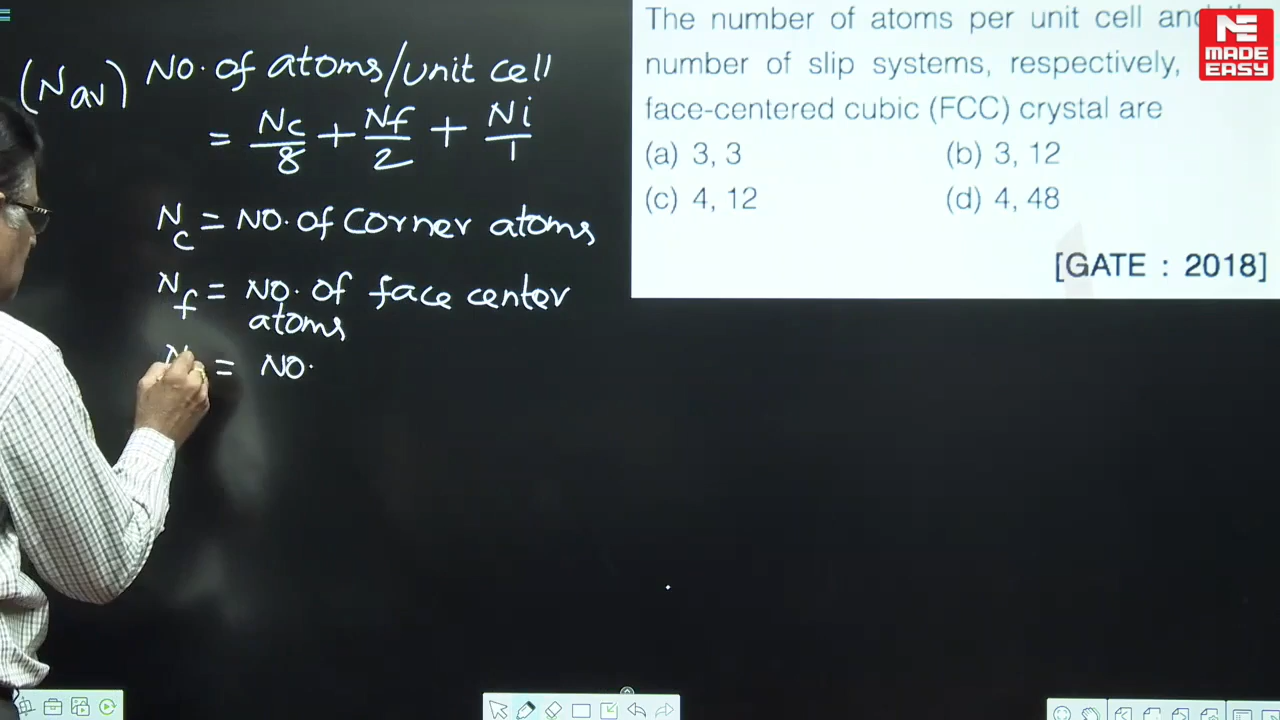 (Nav) No. of atoms/unit cell
= Nc/8 + Nf/2 + Ni/1
Nc = NO. of corner atoms
Nf = NO. of face center
atoms
N = NO.
The number of atoms per unit cell and
number of slip systems, respectively,
face-centered cubic (FCC) crystal are
(a) 3, 3
(b) 3, 12
(c) 4, 12
(d) 4, 48
[GATE : 2018]
MADE
EASY